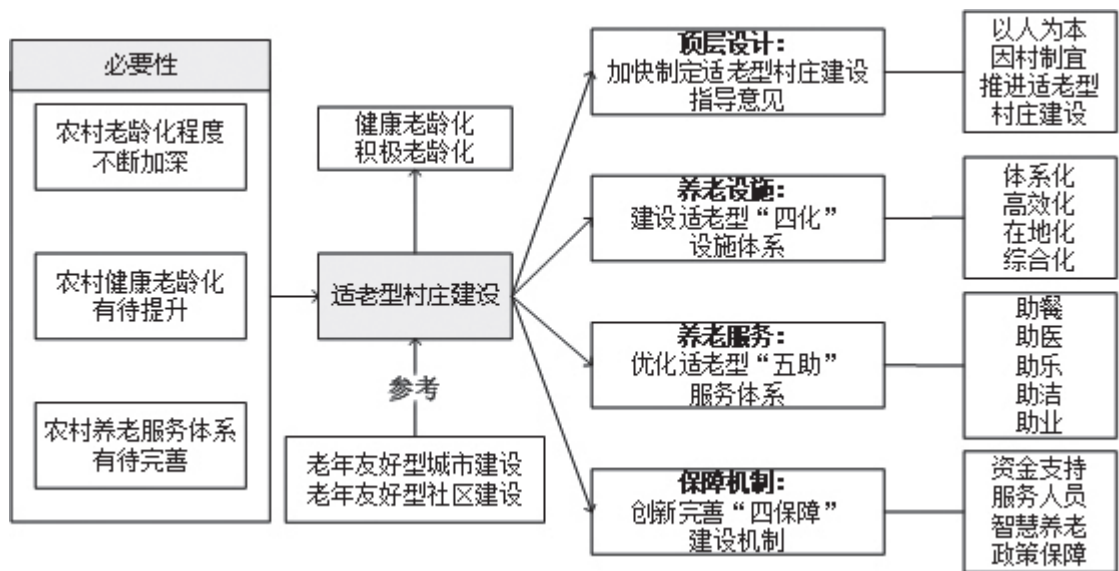 必要性
农村老龄化程度
不断加深
农村健康老龄化
有待提升
农村养老服务体系
有待完善
健康老龄化
积极老龄化
适老型村庄建设
参考
老年友好型城市建设
老年友好型社区建设
顶层设计：
加快制定适老型村庄建设
指导意见
以人为本
因村制宜
推进适老型
村庄建设
养老设施：
建设适老型“四化”
设施体系
体系化
高效化
在地化
综合化
养老服务：
优化适老型“五助”
服务体系
助餐
助医
助乐
助洁
助业
保障机制：
创新完善“四保障”
建设机制
资金支持
服务人员
智慧养老
政策保障